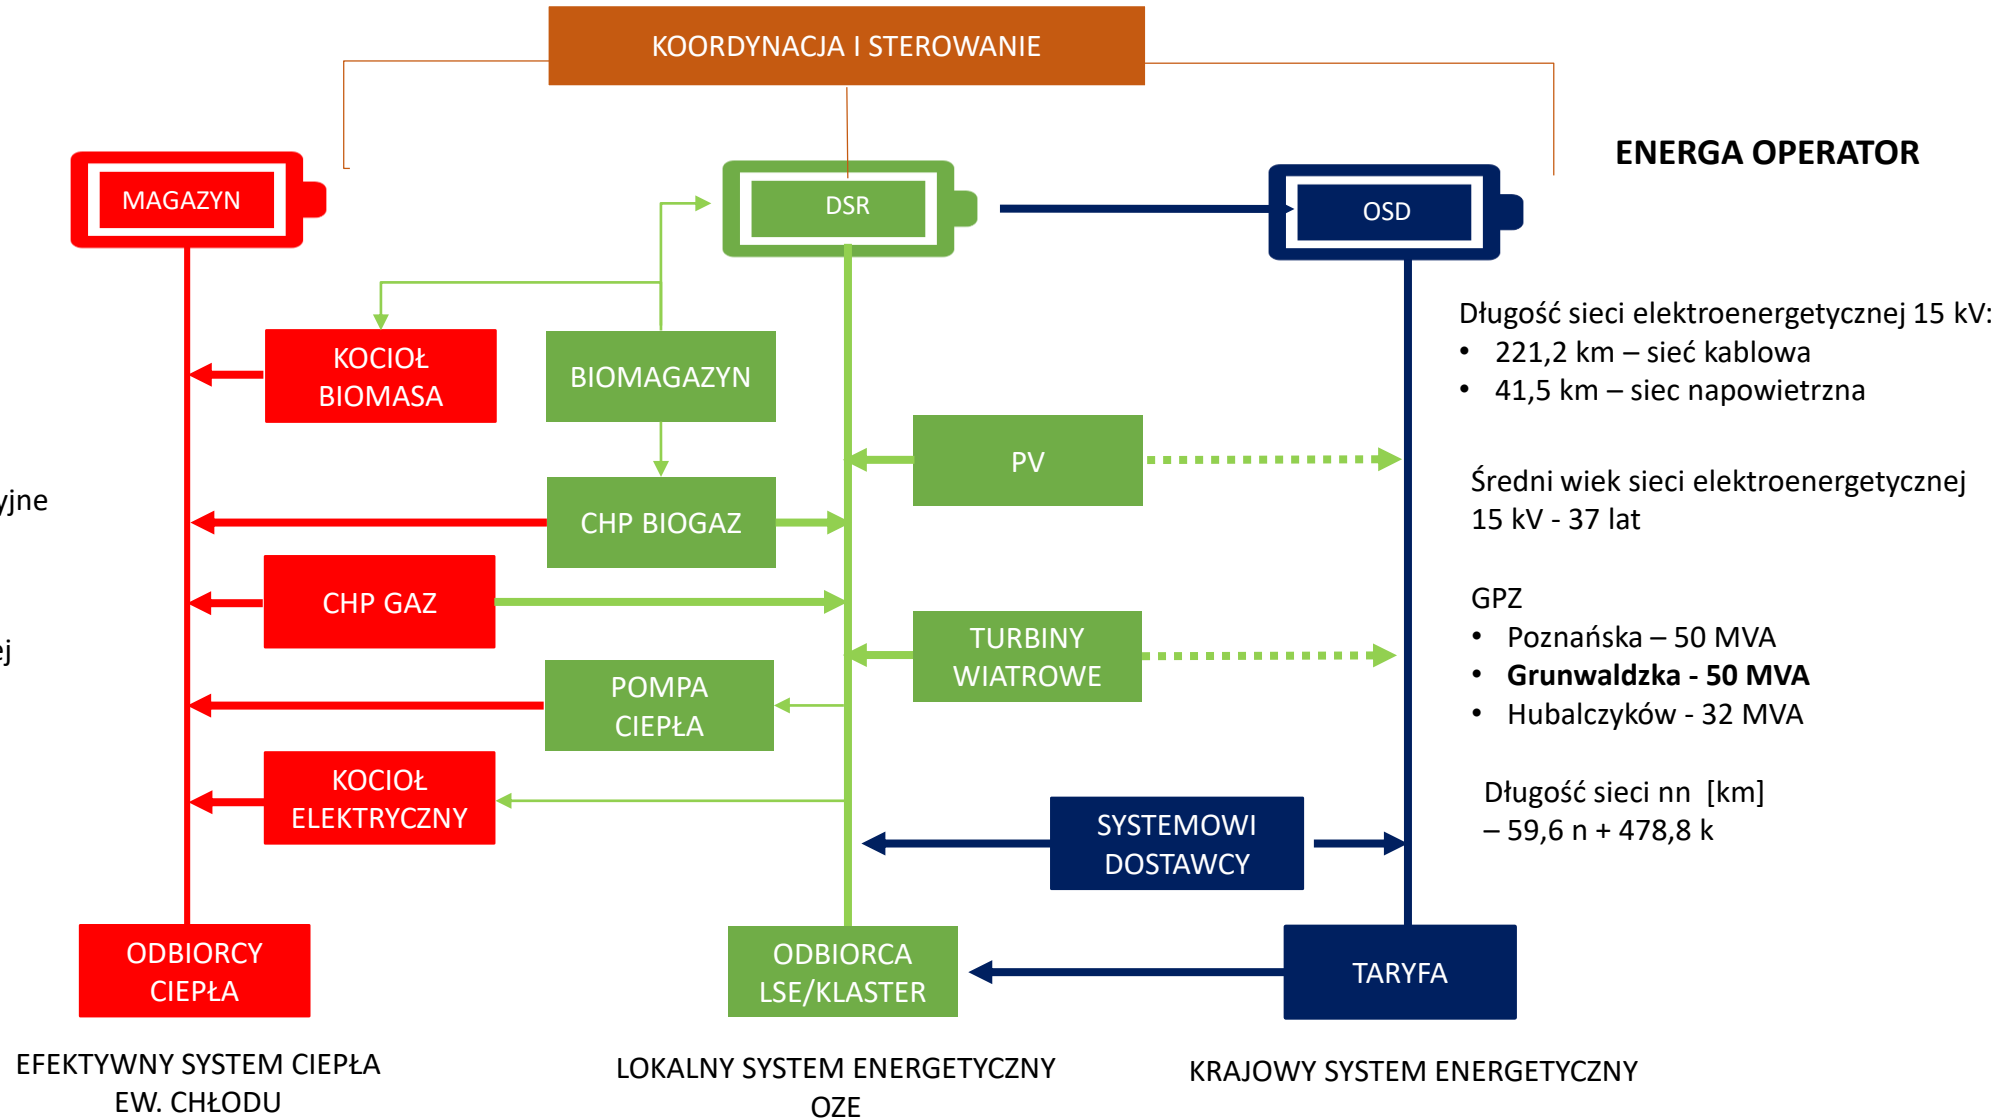 KOORDYNACJA I STEROWANIE
ENERGA OPERATOR
MAGAZYN
DSR
OSD
KOCIOŁ
BIOMASA
BIOMAGAZYN
PV
CHP BIOGAZ
CHP GAZ
TURBINY
WIATROWE
POMPA
CIEPŁA
KOCIOŁ
ELEKTRYCZNY
SYSTEMOWI
DOSTAWCY
ODBIORCY
CIEPŁA
ODBIORCA
LSE/KLASTER
TARYFA
EFEKTYWNY SYSTEM CIEPŁA
EW. CHŁODU
LOKALNY SYSTEM ENERGETYCZNY
OZE
KRAJOWY SYSTEM ENERGETYCZNY
Długość sieci elektroenergetycznej 15 kV:
• 221,2 km – sieć kablowa
• 41,5 km – siec napowietrzna
Średni wiek sieci elektroenergetycznej
15 kV - 37 lat
GPZ
• Poznańska – 50 MVA
• Grunwaldzka - 50 MVA
• Hubalczyków - 32 MVA
Długość sieci nn [km]
– 59,6 n + 478,8 k